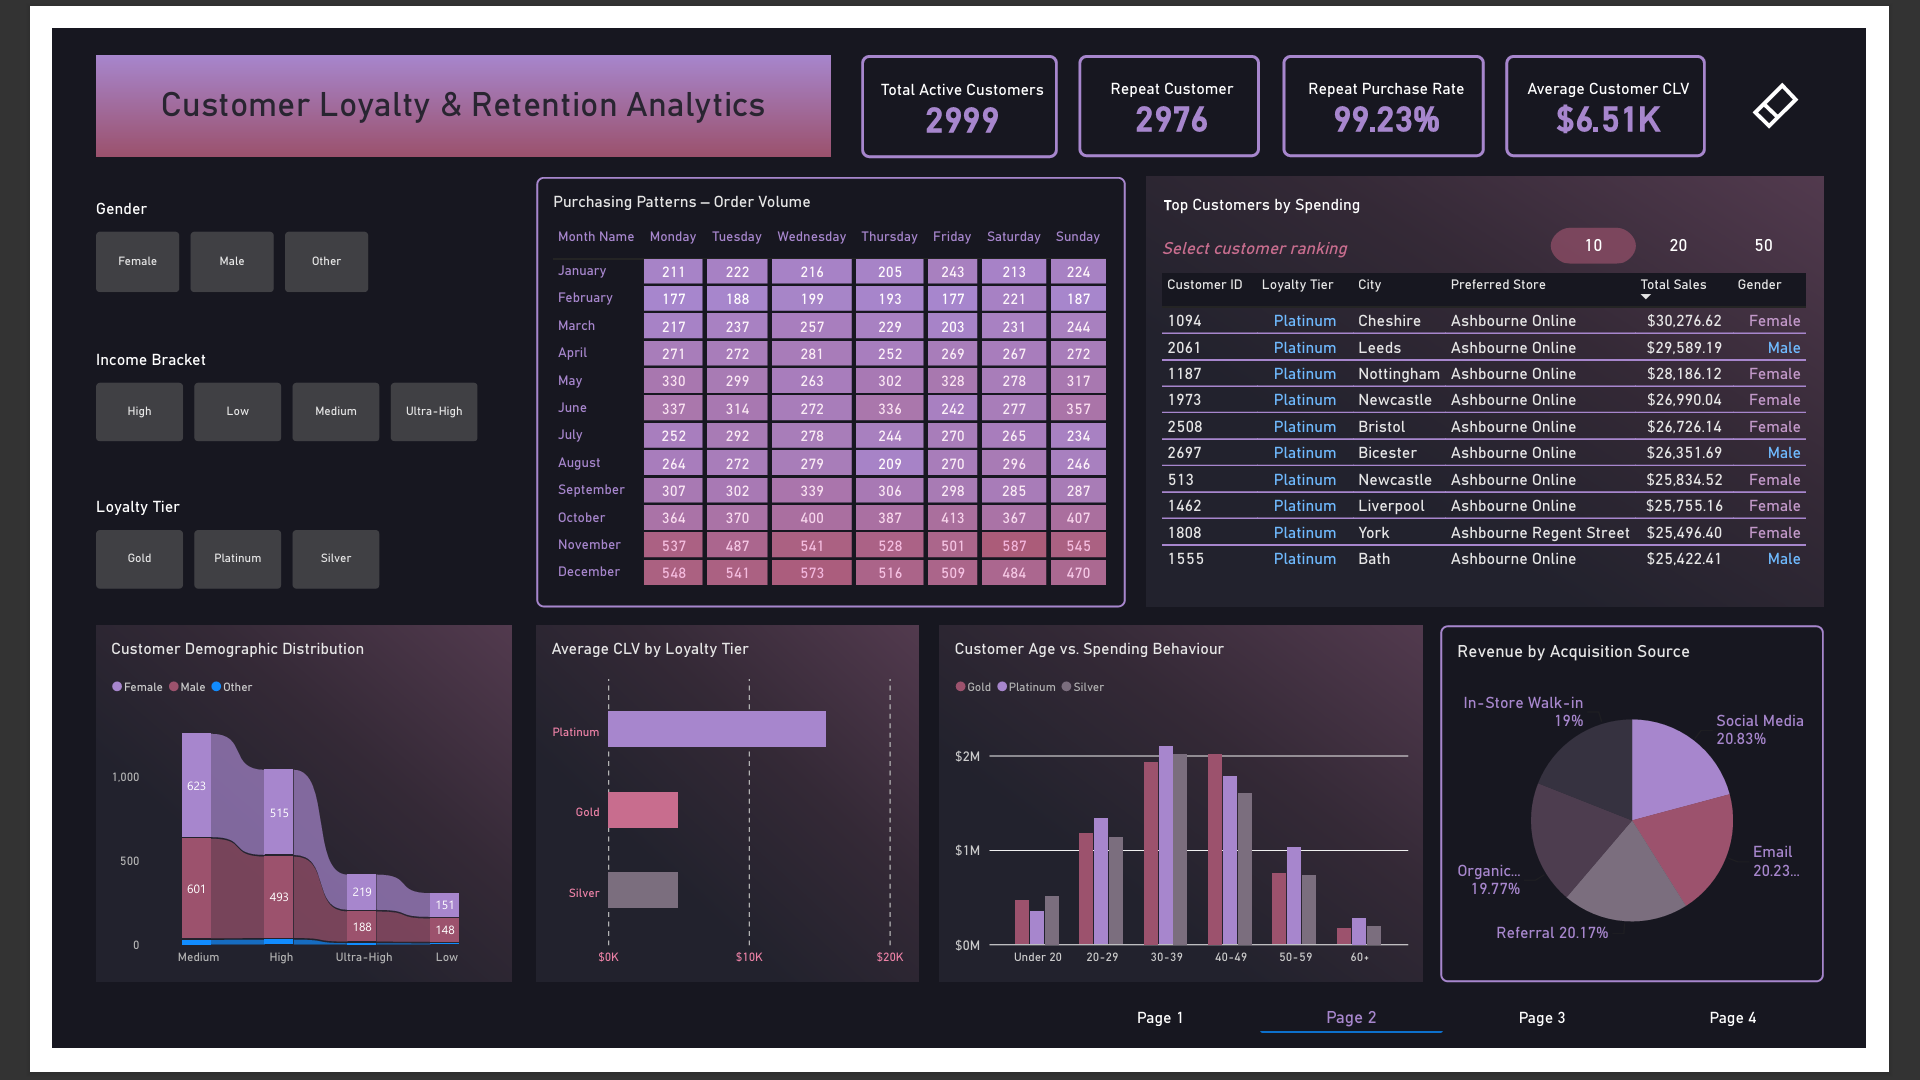 Customer Loyalty & Retention Analytics
Total Active Customers
2999
Repeat Customer
2976
Repeat Purchase Rate
99.23%
Average Customer CLV
$6.51K
Gender
Female Male Other
Income Bracket
High Low Medium Ultra-High
Loyalty Tier
Gold Platinum Silver
Purchasing Patterns – Order Volume
Month Name Monday Tuesday Wednesday Thursday Friday Saturday Sunday
January 211 222 216 205 243 213 224
February 177 188 199 193 177 221 187
March 217 237 257 229 203 231 244
April 271 272 281 252 269 267 272
May 330 299 263 302 328 278 317
June 337 314 272 336 242 277 357
July 252 292 278 244 270 265 234
August 264 272 279 209 270 296 246
September 307 302 339 306 298 285 287
October 364 370 400 387 413 367 407
November 537 487 541 528 501 587 545
December 548 541 573 516 509 484 470
Top Customers by Spending
Select customer ranking 10 20 50
Customer ID Loyalty Tier City Preferred Store Total Sales Gender
1094 Platinum Cheshire Ashbourne Online $30,276.62 Female
2061 Platinum Leeds Ashbourne Online $29,589.19 Male
1187 Platinum Nottingham Ashbourne Online $28,186.12 Female
1973 Platinum Newcastle Ashbourne Online $26,990.04 Female
2508 Platinum Bristol Ashbourne Online $26,726.14 Female
2697 Platinum Bicester Ashbourne Online $26,351.69 Male
513 Platinum Newcastle Ashbourne Online $25,834.52 Female
1462 Platinum Liverpool Ashbourne Online $25,755.16 Female
1808 Platinum York Ashbourne Regent Street $25,496.40 Female
1555 Platinum Bath Ashbourne Online $25,422.41 Male
Customer Demographic Distribution
Female Male Other
1,000
500
0
623
601
515
493
219
188
151
148
Medium High Ultra-High Low
Average CLV by Loyalty Tier
Platinum
Gold
Silver
$0K $10K $20K
Customer Age vs. Spending Behaviour
Gold Platinum Silver
$2M
$1M
$0M
Under 20 20-29 30-39 40-49 50-59 60+
Revenue by Acquisition Source
In-Store Walk-in
19%
Social Media
20.83%
Email
20.23...
Organic...
19.77%
Referral 20.17%
Page 1 Page 2 Page 3 Page 4